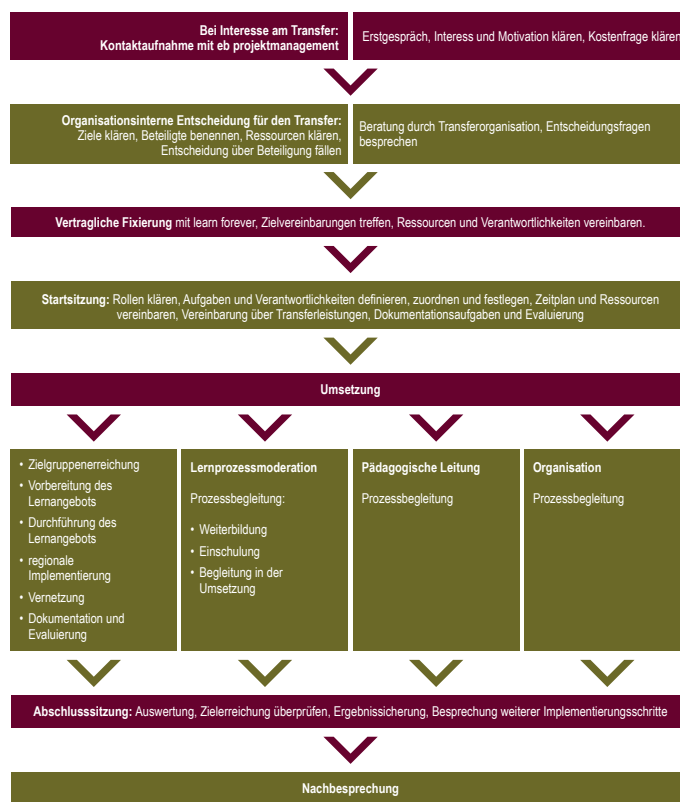 Bei Interesse am Transfer:
Kontaktaufnahme mit eb projektmanagement
Erstgespräch, Interess und Motivation klären, Kostenfrage klären
Organisationsinterne Entscheidung für den Transfer:
Ziele klären, Beteiligte benennen, Ressourcen klären,
Entscheidung über Beteiligung fällen
Beratung durch Transferorganisation, Entscheidungsfragen
besprechen
Vertragliche Fixierung mit learn forever, Zielvereinbarungen treffen, Ressourcen und Verantwortlichkeiten vereinbaren.
Startsitzung: Rollen klären, Aufgaben und Verantwortlichkeiten definieren, zuordnen und festlegen, Zeitplan und Ressourcen
vereinbaren, Vereinbarung über Transferleistungen, Dokumentationsaufgaben und Evaluierung
Umsetzung
• Zielgruppenerreichung
• Vorbereitung des
Lernangebots
• Durchführung des
Lernangebots
• regionale
Implementierung
• Vernetzung
• Dokumentation und
Evaluierung
Lernprozessmoderation
Prozessbegleitung:
• Weiterbildung
• Einschulung
• Begleitung in der
Umsetzung
Pädagogische Leitung
Prozessbegleitung
Organisation
Prozessbegleitung
Abschlusssitzung: Auswertung, Zielerreichung überprüfen, Ergebnissicherung, Besprechung weiterer Implementierungsschritte
Nachbesprechung